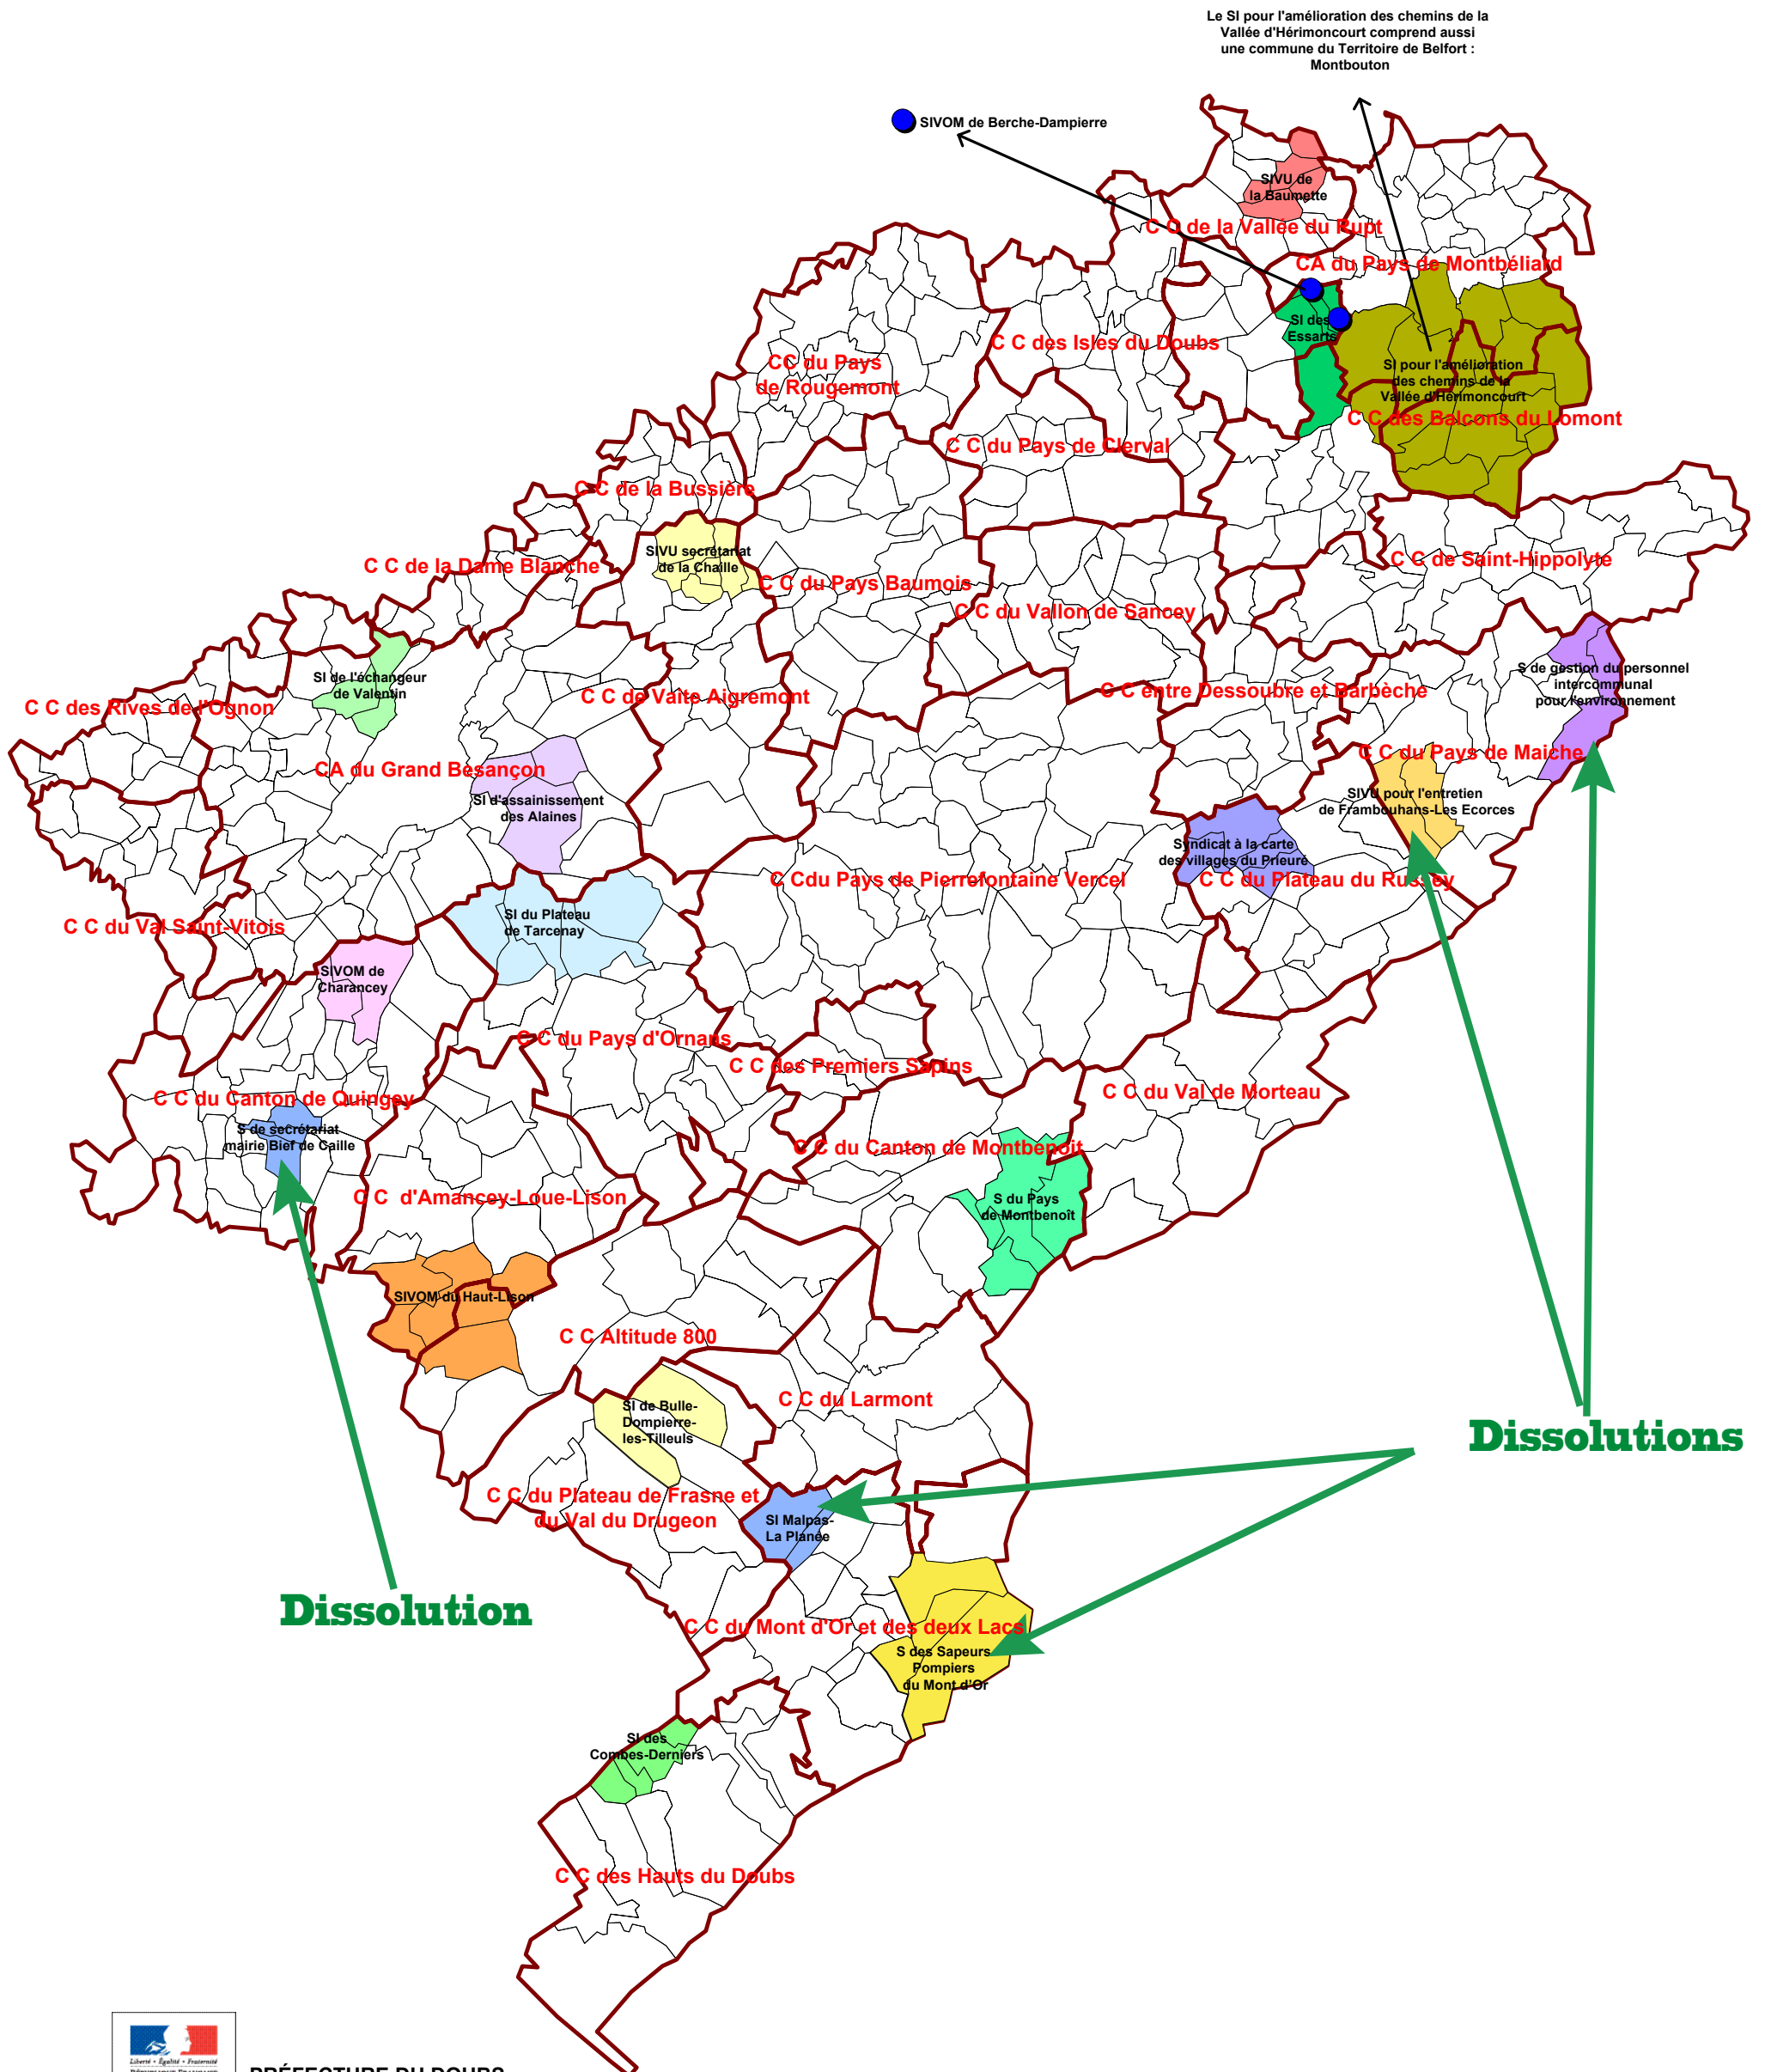 Le SI pour l'amélioration des chemins de la
Vallée d'Hérimoncourt comprend aussi
une commune du Territoire de Belfort :
Montbouton
SIVOM de Berche-Dampierre
SIVU de
la Baumette
C C de la Vallée du Rupt
CA du Pays de Montbéliard
SI des
Essarts
C C des Isles du Doubs
CC du Pays
de Rougemont
SI pour l'amélioration
des chemins de la
Vallée d'Hérimoncourt
C C des Balcons du Lomont
C C du Pays de Clerval
C C de la Bussière
SIVU secrétariat
de la Chaille
C C de la Dame Blanche
C C du Pays Baumois
C C de Saint-Hippolyte
C C du Vallon de Sancey
SI de l'échangeur
de Valentin
S de gestion du personnel
intercommunal
pour l'environnement
C C des Rives de l'Ognon
C C de Vaite Aigremont
C C entre Dessoubre et Barbèche
CA du Grand Besançon
C C du Pays de Maiche
SI d'assainissement
des Alaines
SIVU pour l'entretien
de Frambouhans-Les Ecorces
Syndicat à la carte
des villages du Prieuré
C Cdu Pays de Pierrefontaine Vercel
C C du Plateau du Russey
C C du Val Saint-Vitois
SI du Plateau
de Tarcenay
SIVOM de
Charancey
C C du Pays d'Ornans
C C des Premiers Sapins
C C du Val de Morteau
C C du Canton de Quingey
S de secrétariat
mairie Bief de Caille
C C du Canton de Montbenoit
C C d'Amancey-Loue-Lison
S du Pays
de Montbenoît
SIVOM du Haut-Lison
C C Altitude 800
C C du Larmont
SI de Bulle-
Dompierre-
les-Tilleuls
Dissolutions
C C du Plateau de Frasne et
du Val du Drugeon
SI Malpas-
La Planée
Dissolution
C C du Mont d'Or et des deux Lacs
S des Sapeurs
Pompiers
du Mont d'Or
SI des
Combes-Derniers
C C des Hauts du Doubs
Liberté • Égalité • Fraternité
RÉPUBLIQUE FRANÇAISE
PRÉFECTURE DU DOUBS